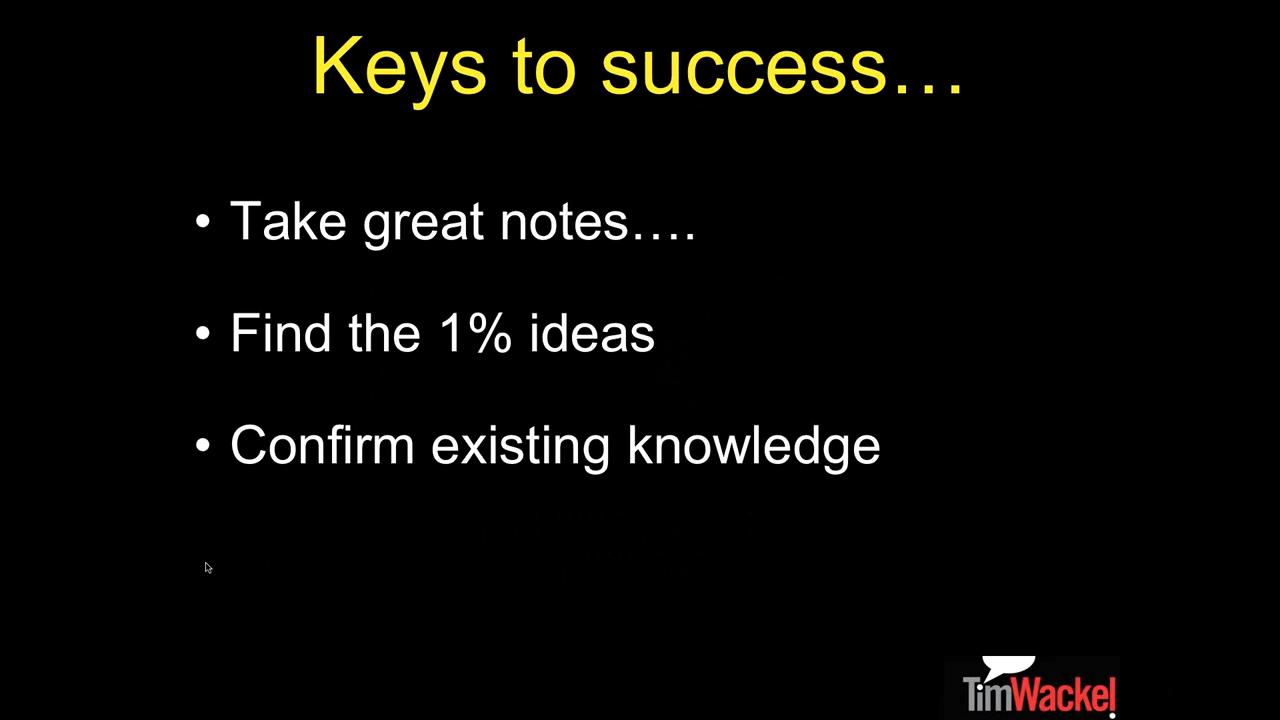 Keys to success…
• Take great notes….
• Find the 1% ideas
• Confirm existing knowledge
TimWackel